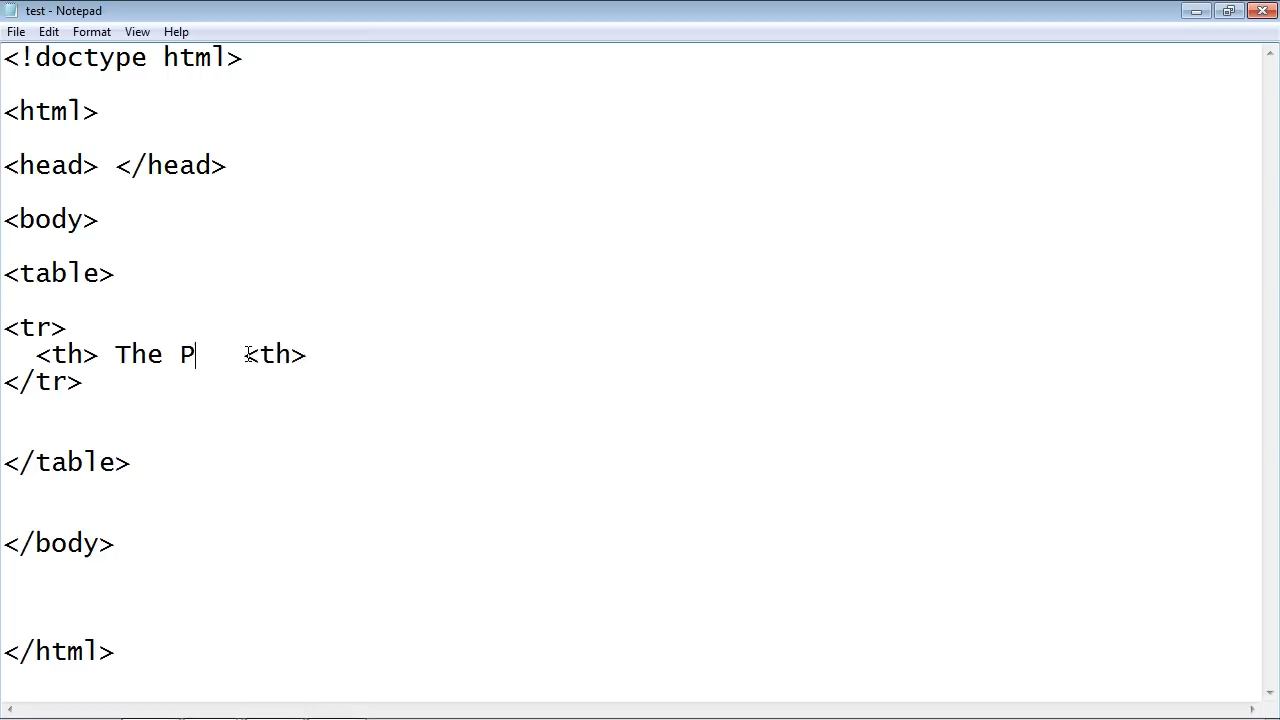 test - Notepad
File Edit Format View Help
<!doctype html>
<html>
<head> </head>
<body>
<table>
<tr>
<th> The P <th>
</tr>
</table>
</body>
</html>